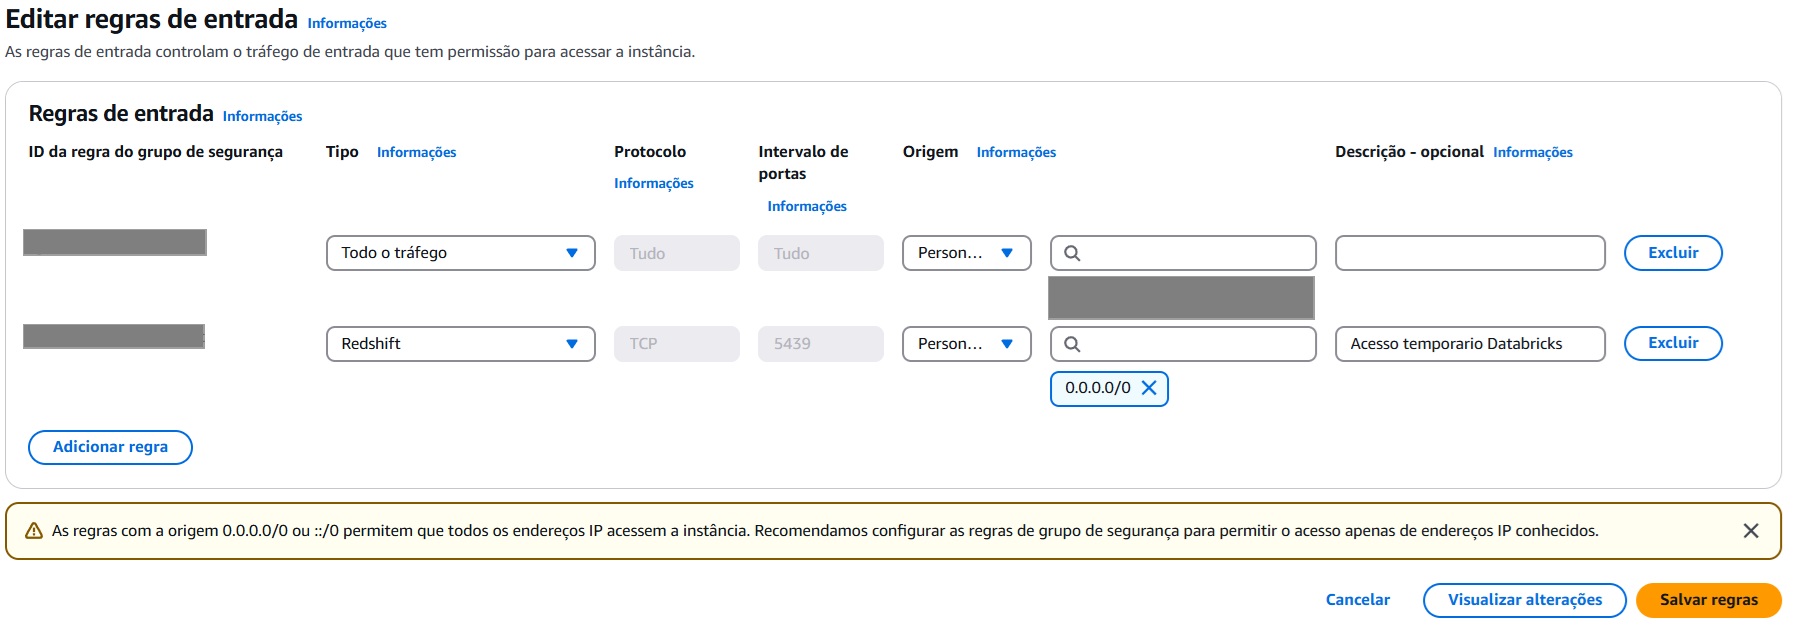 Editar regras de entrada Informações
As regras de entrada controlam o tráfego de entrada que tem permissão para acessar a instância.
Regras de entrada Informações
ID da regra do grupo de segurança
Tipo Informações
Protocolo
Informações
Intervalo de
portas
Informações
Origem Informações
Descrição - opcional Informações
Todo o tráfego
Tudo
Tudo
Person...
Excluir
Redshift
TCP
5439
Person...
Acesso temporario Databricks
Excluir
0.0.0.0/0
Adicionar regra
As regras com a origem 0.0.0.0/0 ou ::/0 permitem que todos os endereços IP acessem a instância. Recomendamos configurar as regras de grupo de segurança para permitir o acesso apenas de endereços IP conhecidos.
Cancelar
Visualizar alterações
Salvar regras